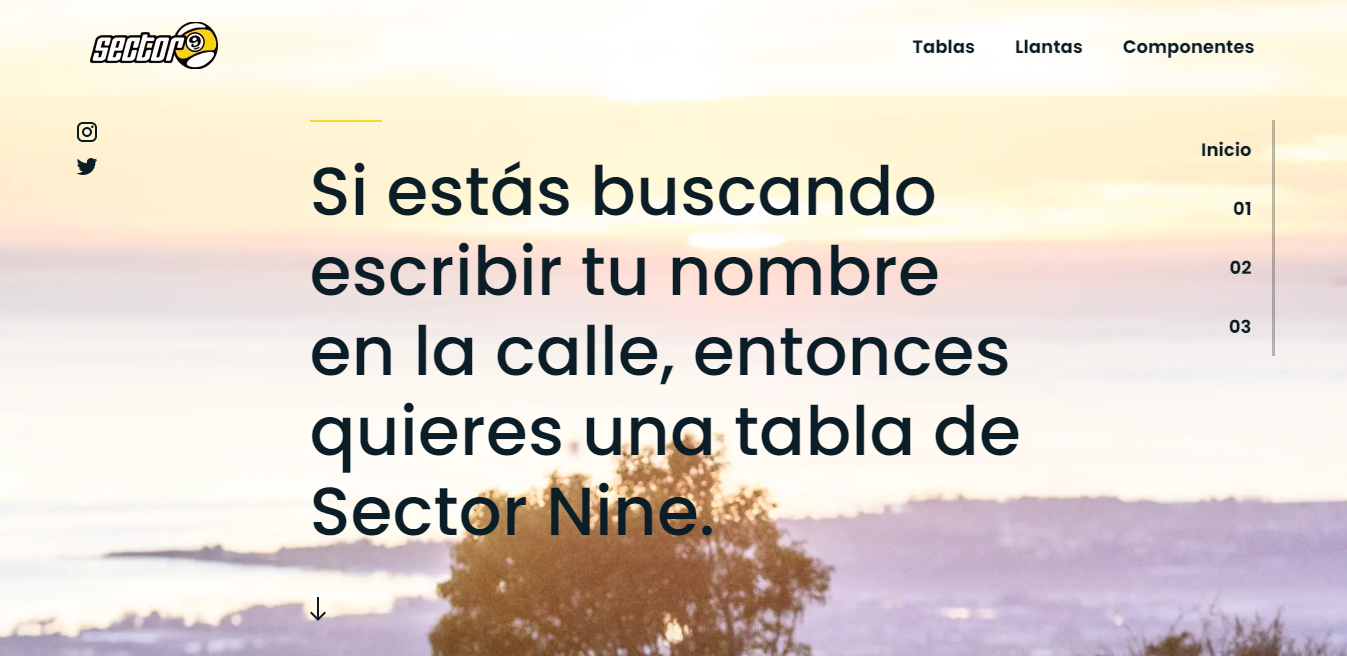 sector 9
Tablas Llantas Componentes
Si estás buscando
escribir tu nombre
en la calle, entonces
quieres una tabla de
Sector Nine.
Inicio
01
02
03